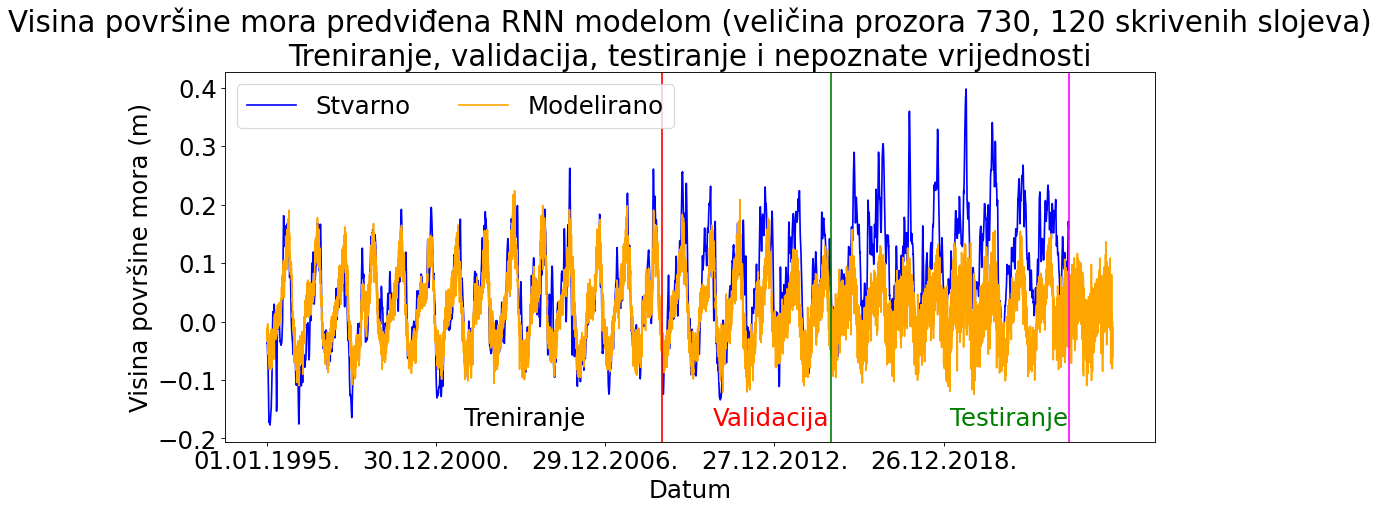 Visina površine mora predviđena RNN modelom (veličina prozora 730, 120 skrivenih slojeva)
Treniranje, validacija, testiranje i nepoznate vrijednosti
Stvarno Modelirano
Visina površine mora (m)
0.4
0.3
0.2
0.1
0.0
−0.1
−0.2
Treniranje Validacija Testiranje
01.01.1995. 30.12.2000. 29.12.2006. 27.12.2012. 26.12.2018.
Datum